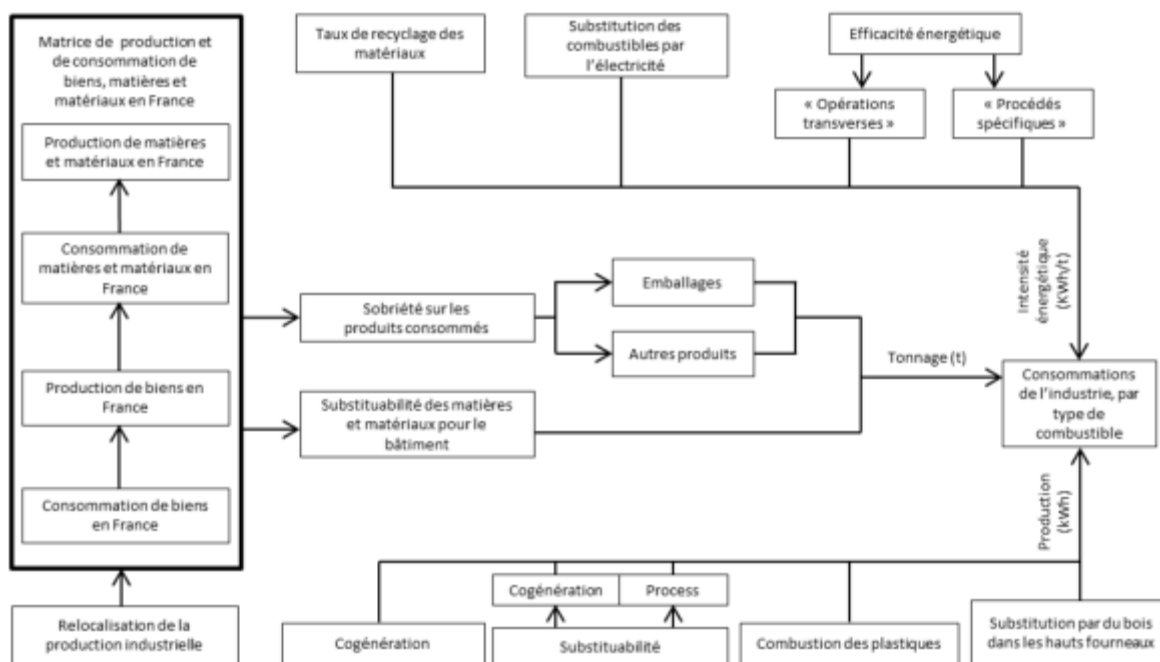 Matrice de production et
de consommation de
biens, matières et
matériaux en France
Production de matières
et matériaux en France
Consommation de
matières et matériaux en
France
Production de biens en
France
Consommation de biens
en France
Relocalisation de la
production industrielle
Taux de recyclage des
matériaux
Substitution des
combustibles par
l'électricité
Efficacité énergétique
« Opérations
transverses »
« Procédés
spécifiques »
Intensité
énergétique
(KWh/t)
Sobriété sur les
produits consommés
Emballages
Autres produits
Substituabilité des matières
et matériaux pour le
bâtiment
Tonnage (t)
Consommations
de l'industrie, par
type de
combustible
Production
(kWh)
Cogénération
Cogénération
Process
Substituabilité
Combustion des plastiques
Substitution par du bois
dans les hauts fourneaux